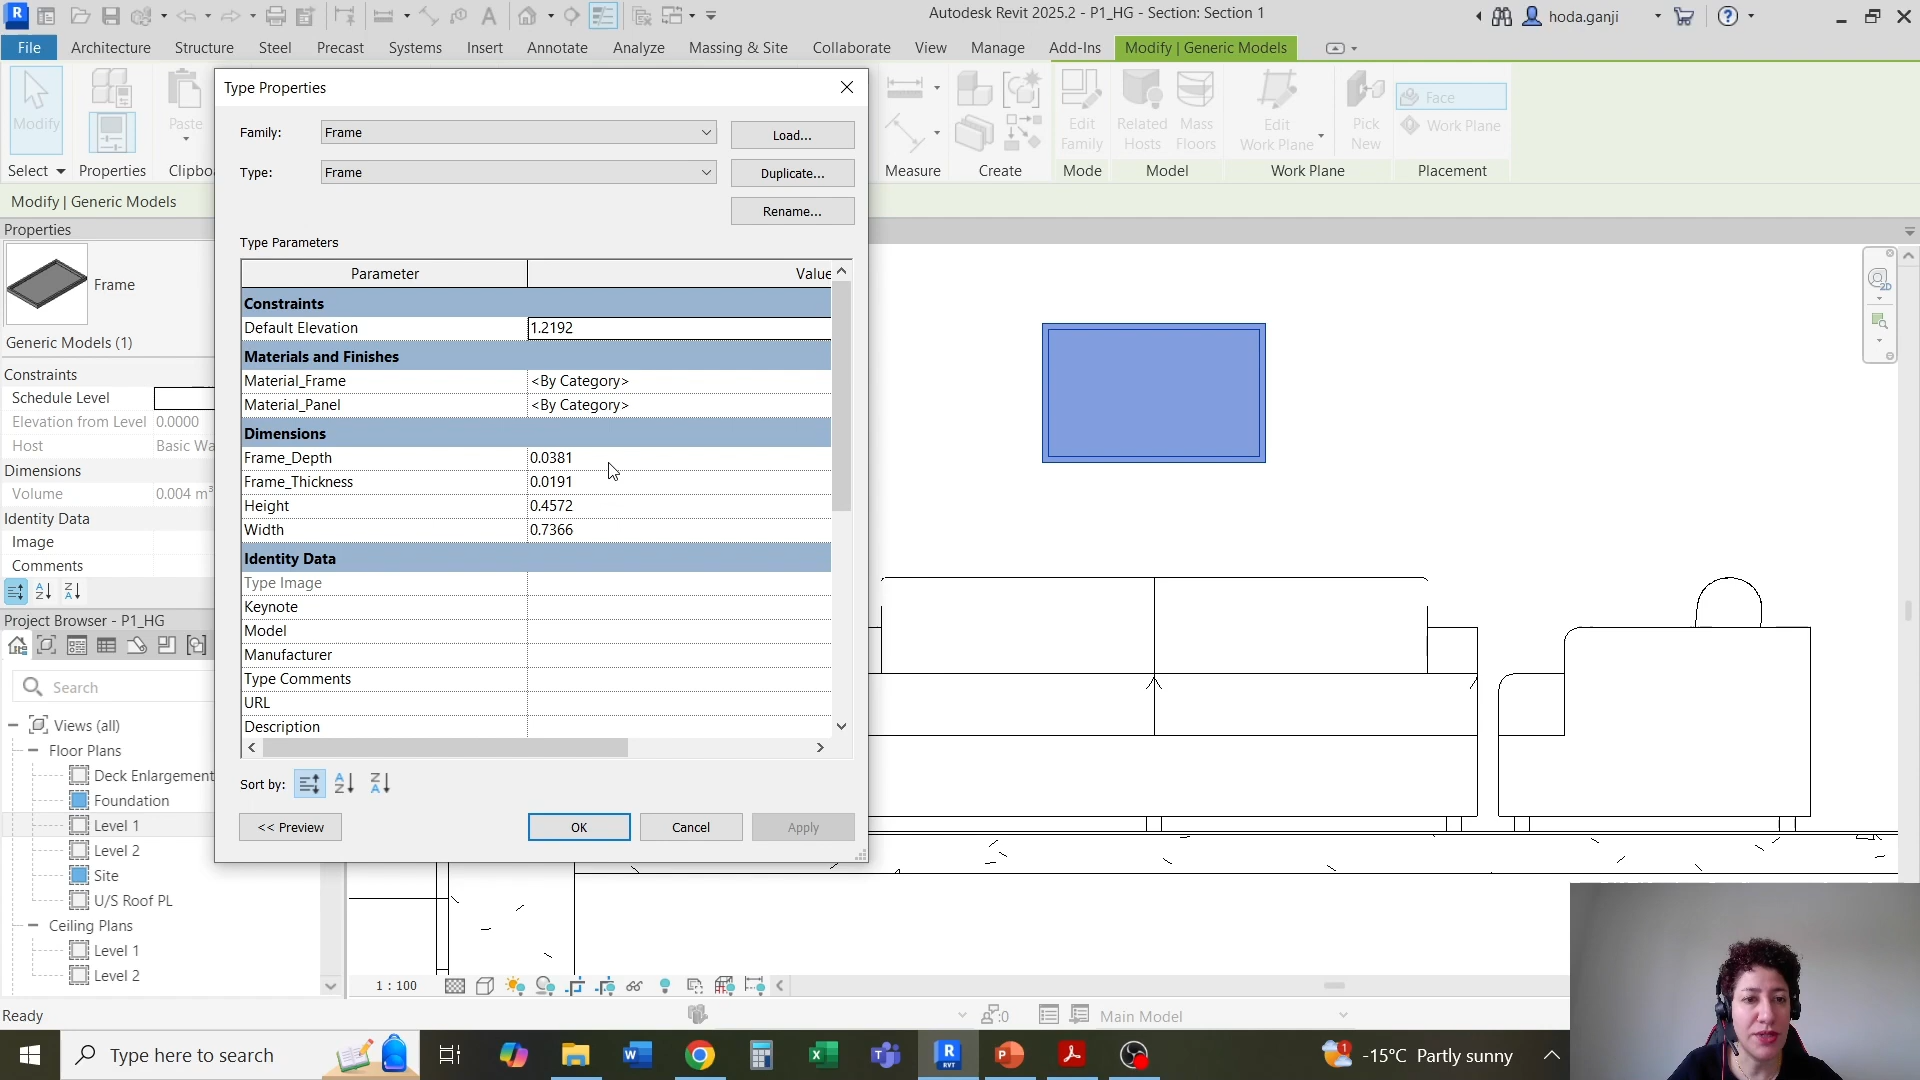 Autodesk Revit 2025.2 - P1_HG - Section: Section 1
hoda.ganji
File
Architecture
Structure
Steel
Precast
Systems
Insert
Annotate
Analyze
Massing & Site
Collaborate
View
Manage
Add-Ins
Modify | Generic Models
Modify
Paste
Edit
Family
Related
Hosts
Mass
Floors
Edit
Work Plane
Pick
New
Face
Work Plane
Select
Properties
Clipbo
Measure
Create
Mode
Model
Work Plane
Placement
Modify | Generic Models
Properties
Frame
Generic Models (1)
Constraints
Schedule Level
Elevation from Level 0.0000
Host Basic Wa
Dimensions
Volume 0.004 m³
Identity Data
Image
Comments
Project Browser - P1_HG
Search
Views (all)
Floor Plans
Deck Enlargement
Foundation
Level 1
Level 2
Site
U/S Roof PL
Ceiling Plans
Level 1
Level 2
Type Properties
Family: Frame Load...
Type: Frame Duplicate...
Rename...
Type Parameters
Parameter Value
Constraints
Default Elevation 1.2192
Materials and Finishes
Material_Frame <By Category>
Material_Panel <By Category>
Dimensions
Frame_Depth 0.0381
Frame_Thickness 0.0191
Height 0.4572
Width 0.7366
Identity Data
Type Image
Keynote
Model
Manufacturer
Type Comments
URL
Description
Sort by:
<< Preview OK Cancel Apply
2D
1 : 100
Ready
:0
Main Model
Type here to search
-15°C Partly sunny